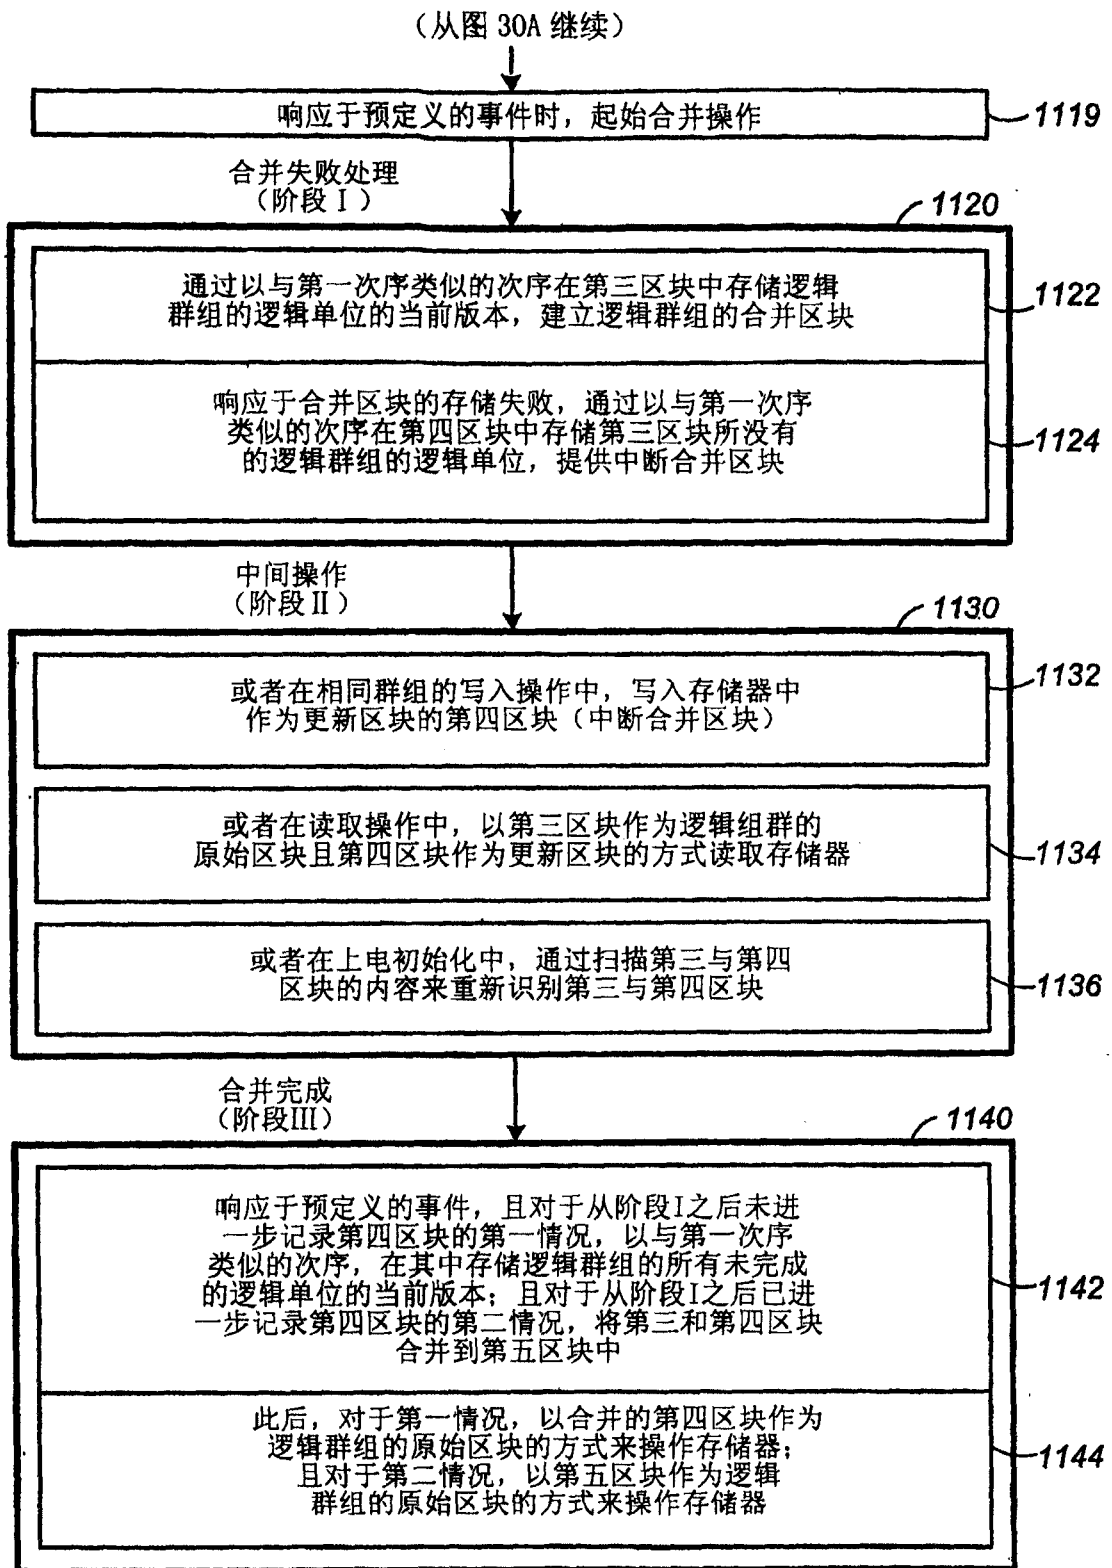 （从图 30A 继续）
响应于预定义的事件时，起始合并操作
1119
合并失败处理
（阶段 I ）
1120
通过以与第一次序类似的次序在第三区块中存储逻辑
群组的逻辑单位的当前版本，建立逻辑群组的合并区块
1122
响应于合并区块的存储失败，通过以与第一次序
类似的次序在第四区块中存储第三区块所没有
的逻辑群组的逻辑单位，提供中断合并区块
1124
中间操作
（阶段 II ）
1130
或者在相同群组的写入操作中，写入存储器中
作为更新区块的第四区块（中断合并区块）
1132
或者在读取操作中，以第三区块作为逻辑组群的
原始区块且第四区块作为更新区块的方式读取存储器
1134
或者在上电初始化中，通过扫描第三与第四
区块的内容来重新识别第三与第四区块
1136
合并完成
（阶段III）
1140
响应于预定义的事件，且对于从阶段I之后未进
一步记录第四区块的第一情况，以与第一次序
类似的次序，在其中存储逻辑群组的所有未完成
的逻辑单位的当前版本；且对于从阶段I之后已进
一步记录第四区块的第二情况，将第三和第四区块
合并到第五区块中
1142
此后，对于第一情况，以合并的第四区块作为
逻辑群组的原始区块的方式来操作存储器；
且对于第二情况，以第五区块作为逻辑
群组的原始区块的方式来操作存储器
1144